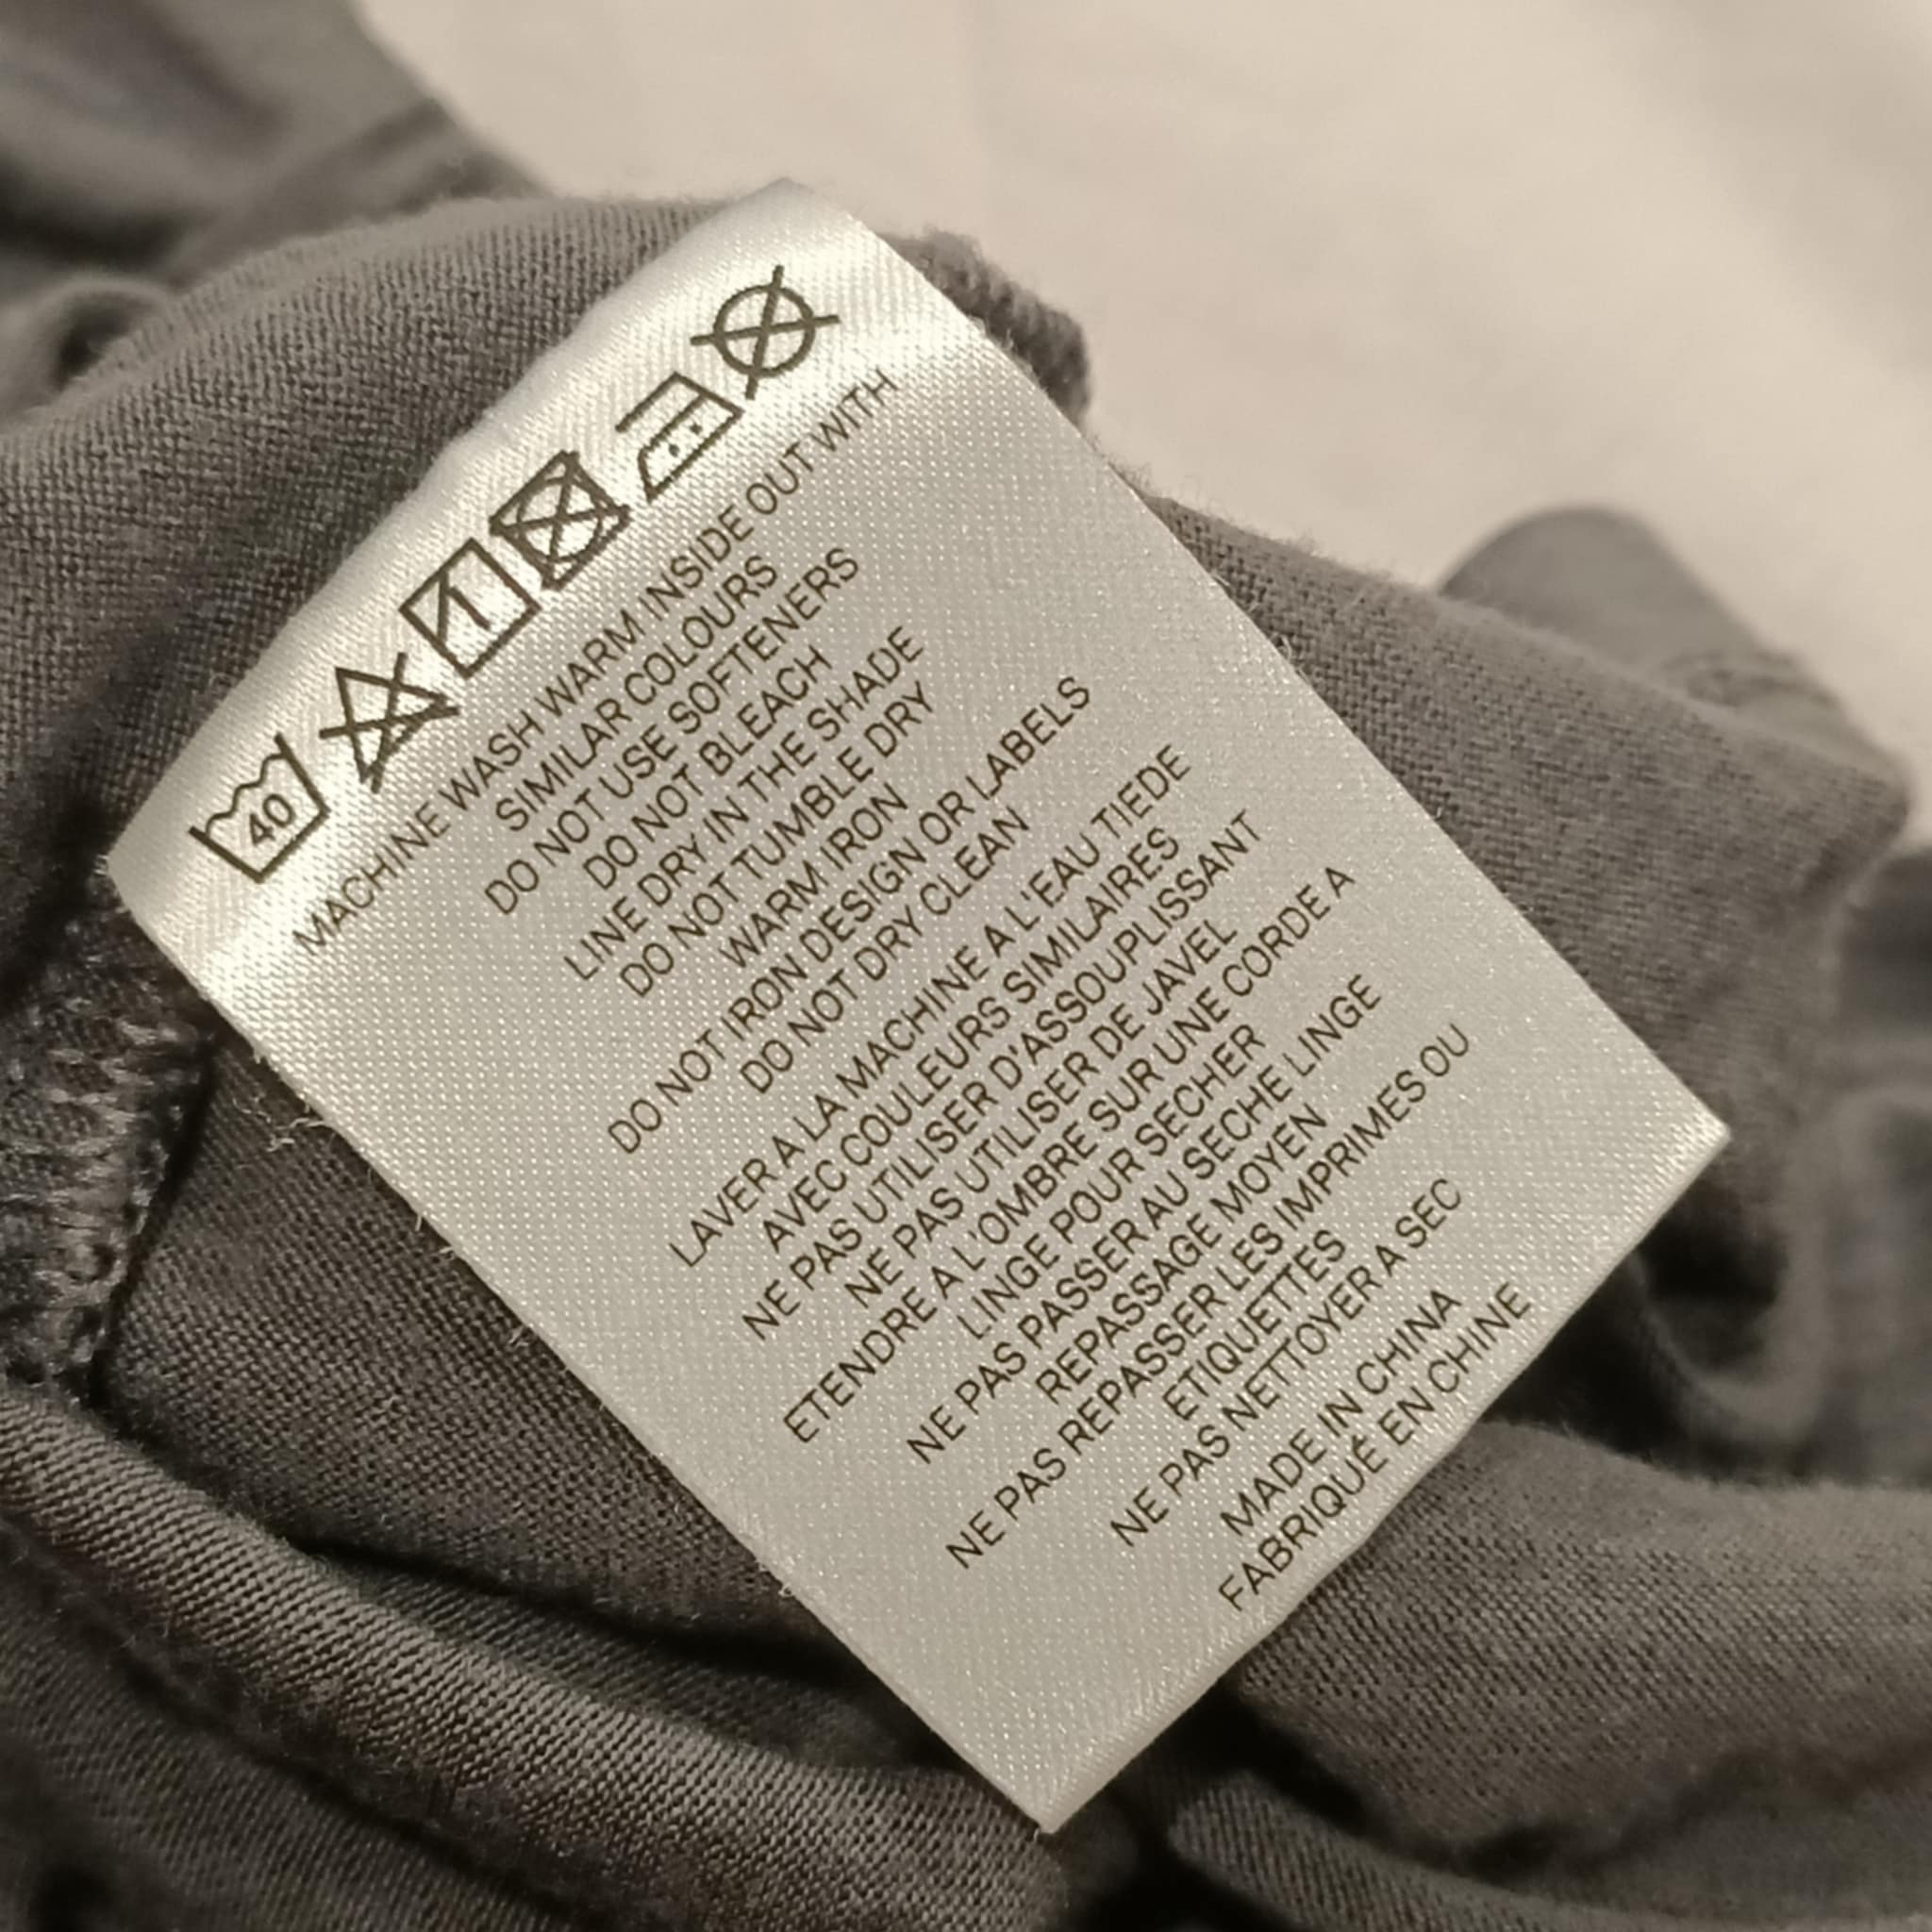 40
MACHINE WASH WARM INSIDE OUT WITH
SIMILAR COLOURS
DO NOT USE SOFTENERS
DO NOT BLEACH
LINE DRY IN THE SHADE
DO NOT TUMBLE DRY
WARM IRON
DO NOT IRON DESIGN OR LABELS
DO NOT DRY CLEAN
LAVER A LA MACHINE A L'EAU TIEDE
AVEC COULEURS SIMILAIRES
NE PAS UTILISER D'ASSOUPLISSANT
NE PAS UTILISER DE JAVEL
ETENDRE A L'OMBRE SUR UNE CORDE A
LINGE POUR SECHER
NE PAS PASSER AU SECHE LINGE
REPASSAGE MOYEN
NE PAS REPASSER LES IMPRIMES OU
ETIQUETTES
NE PAS NETTOYER A SEC
MADE IN CHINA
FABRIQUÉ EN CHINE